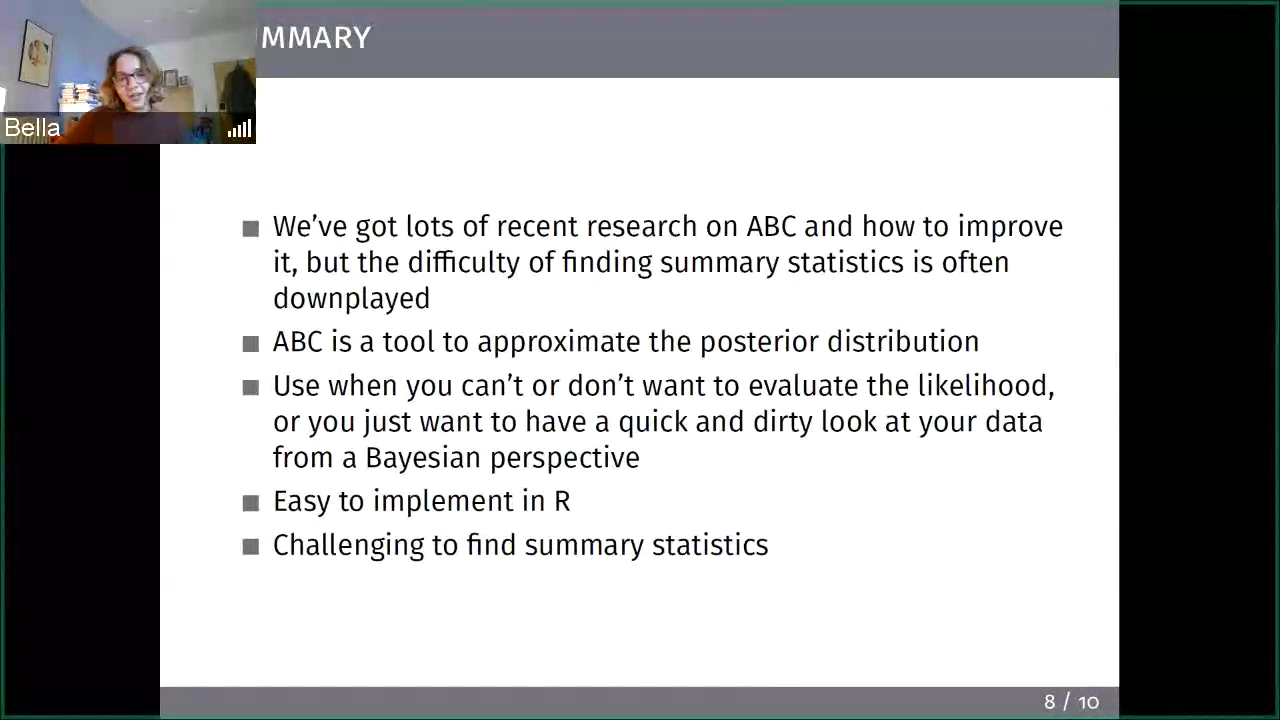 MMARY
Bella
We’ve got lots of recent research on ABC and how to improve
it, but the difficulty of finding summary statistics is often
downplayed
ABC is a tool to approximate the posterior distribution
Use when you can’t or don’t want to evaluate the likelihood,
or you just want to have a quick and dirty look at your data
from a Bayesian perspective
Easy to implement in R
Challenging to find summary statistics
8 / 10